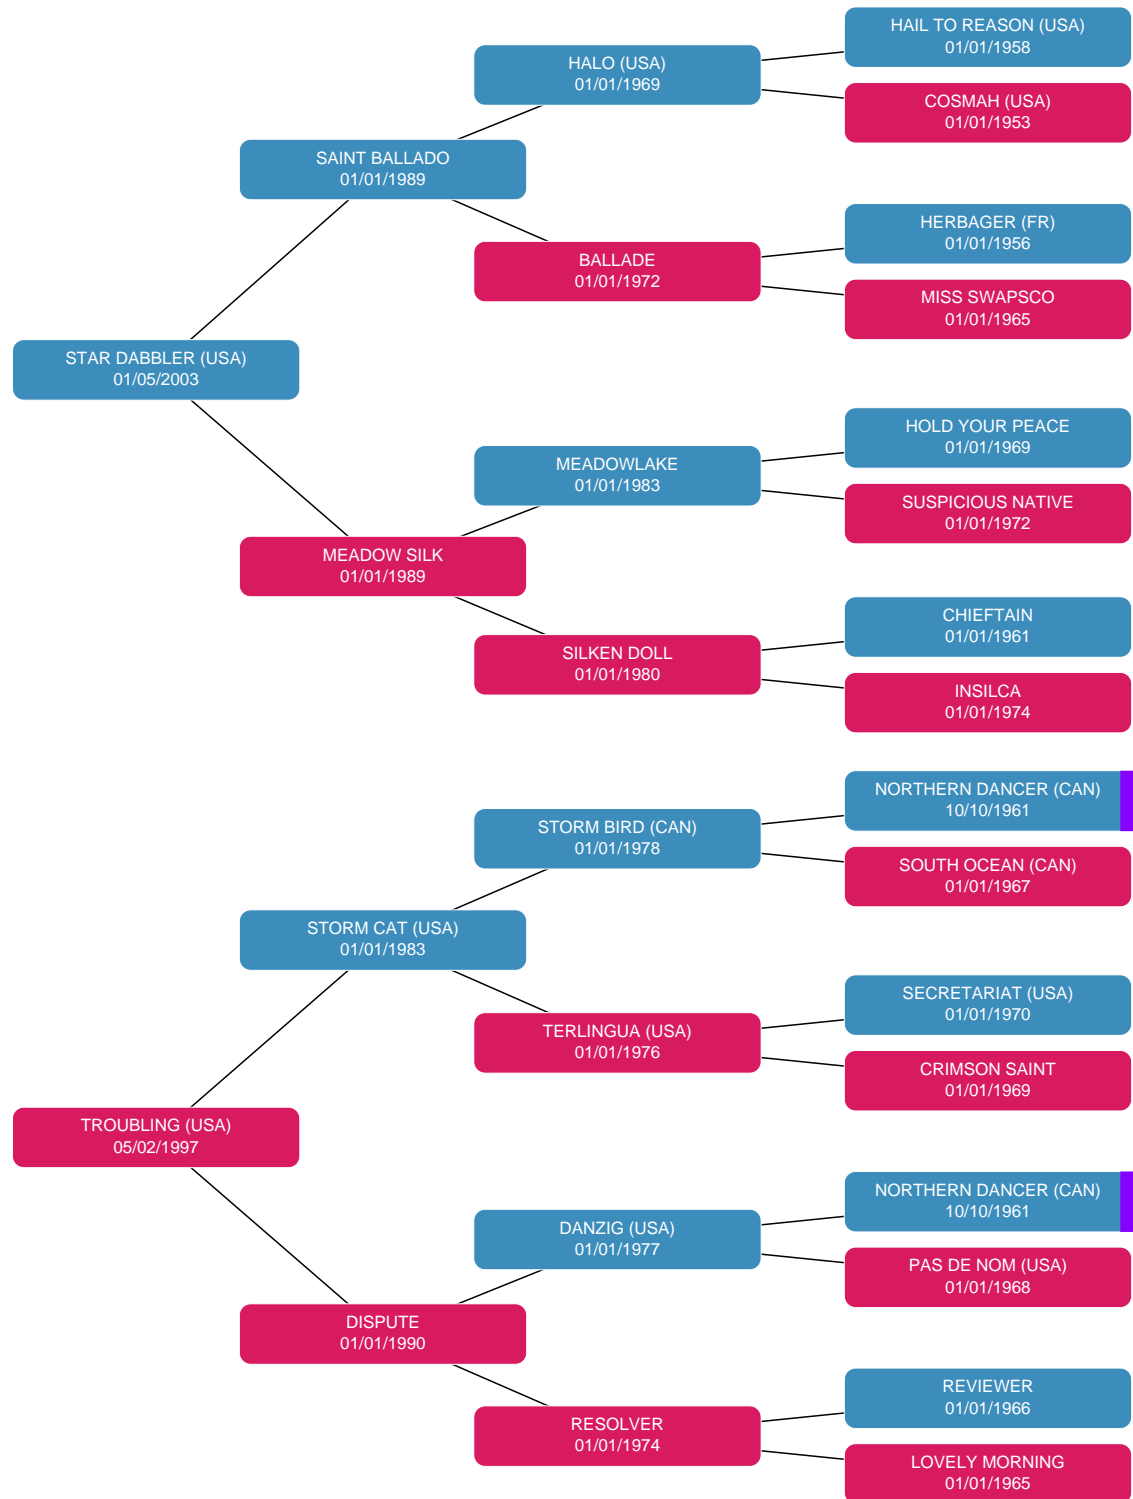 HAIL TO REASON (USA)
01/01/1958
HALO (USA)
01/01/1969
COSMAH (USA)
01/01/1953
SAINT BALLADO
01/01/1989
HERBAGER (FR)
01/01/1956
BALLADE
01/01/1972
MISS SWAPSCO
01/01/1965
STAR DABBLER (USA)
01/05/2003
HOLD YOUR PEACE
01/01/1969
MEADOWLAKE
01/01/1983
SUSPICIOUS NATIVE
01/01/1972
MEADOW SILK
01/01/1989
CHIEFTAIN
01/01/1961
SILKEN DOLL
01/01/1980
INSILCA
01/01/1974
NORTHERN DANCER (CAN)
10/10/1961
STORM BIRD (CAN)
01/01/1978
SOUTH OCEAN (CAN)
01/01/1967
STORM CAT (USA)
01/01/1983
SECRETARIAT (USA)
01/01/1970
TERLINGUA (USA)
01/01/1976
CRIMSON SAINT
01/01/1969
TROUBLING (USA)
05/02/1997
NORTHERN DANCER (CAN)
10/10/1961
DANZIG (USA)
01/01/1977
PAS DE NOM (USA)
01/01/1968
DISPUTE
01/01/1990
REVIEWER
01/01/1966
RESOLVER
01/01/1974
LOVELY MORNING
01/01/1965